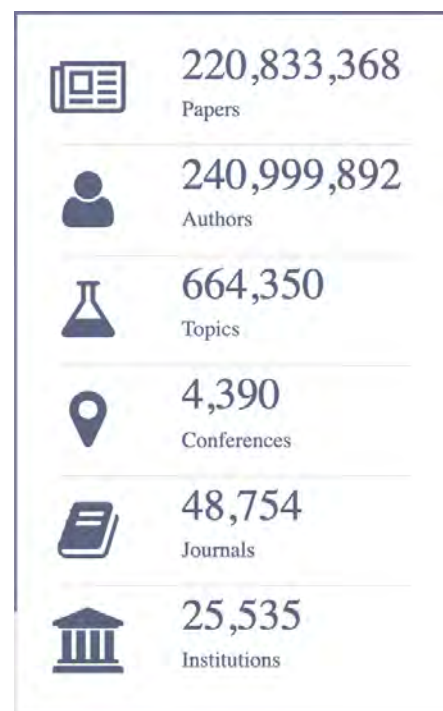 220,833,368
Papers
240,999,892
Authors
664,350
Topics
4,390
Conferences
48,754
Journals
25,535
Institutions